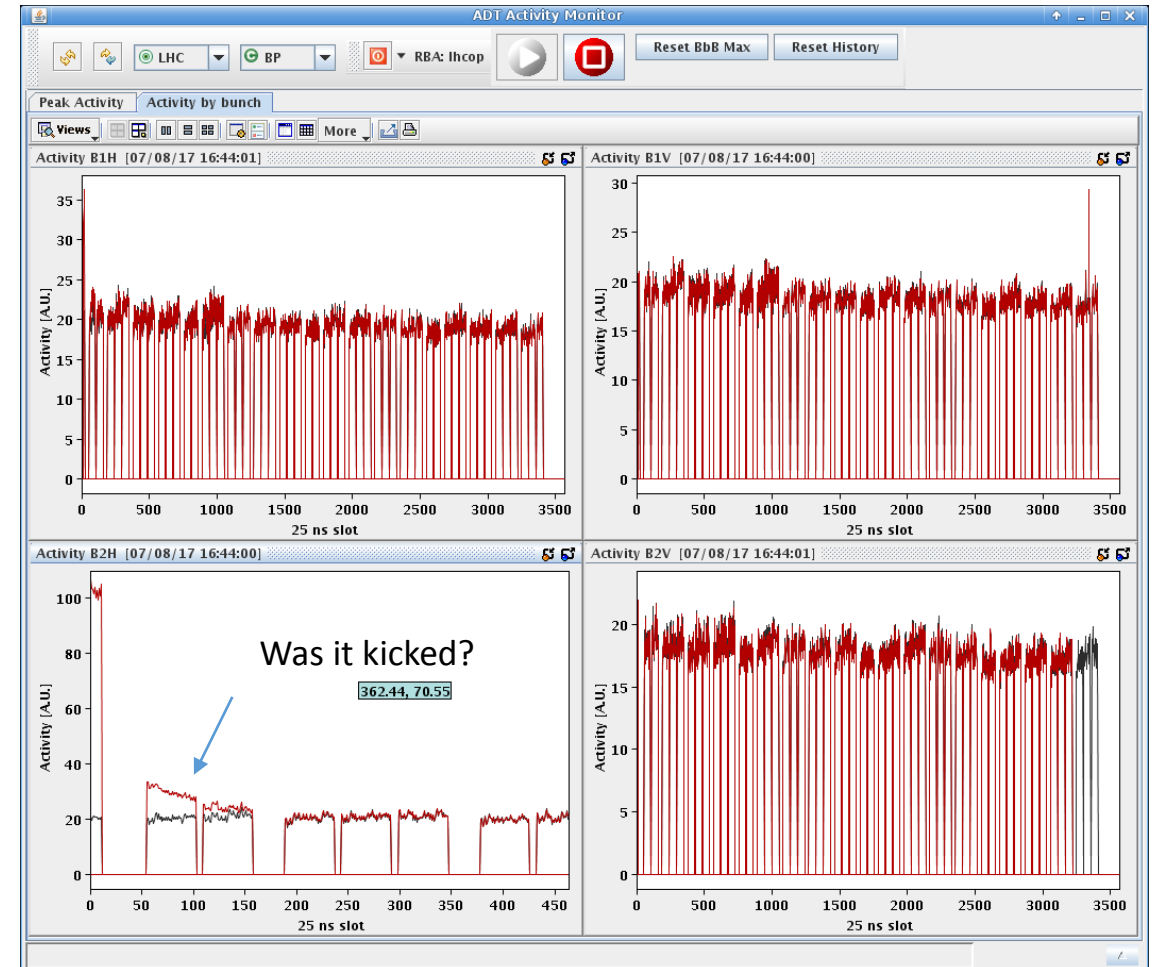 ADT Activity Monitor
LHC BP RBA: lhcop Reset BbB Max Reset History
Peak Activity Activity by bunch
Views More
Activity B1H [07/08/17 16:44:01]
35
30
25
20
15
10
5
0
Activity [A.U.]
0 500 1000 1500 2000 2500 3000 3500
25 ns slot
Activity B1V [07/08/17 16:44:00]
30
25
20
15
10
5
0
Activity [A.U.]
0 500 1000 1500 2000 2500 3000 3500
25 ns slot
Activity B2H [07/08/17 16:44:00]
100
80
60
40
20
0
Activity [A.U.]
Was it kicked?
362.44, 70.55
0 50 100 150 200 250 300 350 400 450
25 ns slot
Activity B2V [07/08/17 16:44:01]
20
15
10
5
0
Activity [A.U.]
0 500 1000 1500 2000 2500 3000 3500
25 ns slot